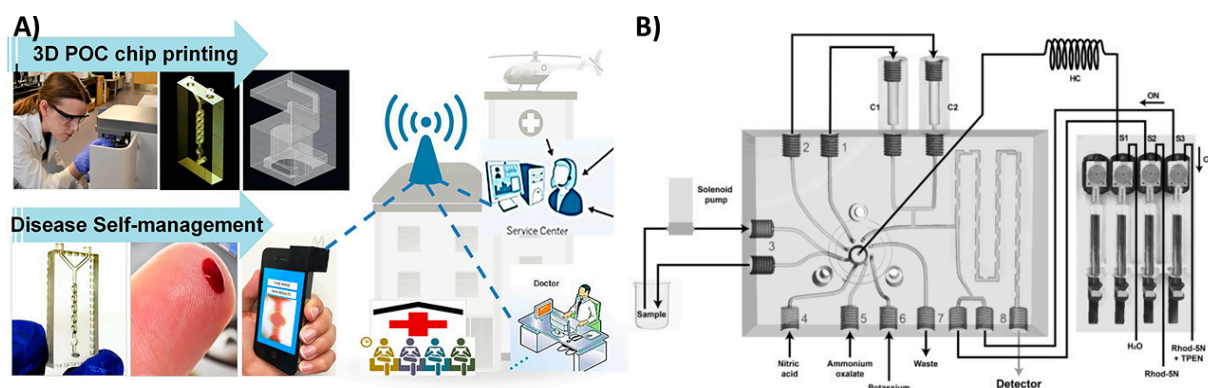 A)
3D POC chip printing
Disease Self-management
Service Center
Doctor
B)
HC
C1
C2
ON
S1
S2
S3
2
1
Solenoid
pump
3
Sample
4
5
6
7
8
Nitric
acid
Ammonium
oxalate
Potassium
Waste
Detector
H₂O
Rhod-5N
Rhod-5N
+ TPEN